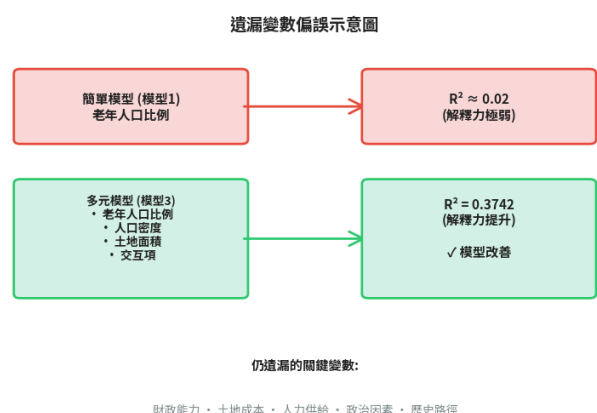 遺漏變數偏誤示意圖
簡單模型 (模型1)
老年人口比例
R² ≈ 0.02
(解釋力極弱)
多元模型 (模型3)
• 老年人口比例
• 人口密度
• 土地面積
• 交互項
R² = 0.3742
(解釋力提升)
✓ 模型改善
仍遺漏的關鍵變數:
財政能力 • 土地成本 • 人力供給 • 政治因素 • 歷史路徑